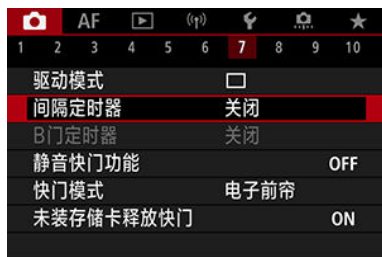 AF
1 2 3 4 5 6 7 8 9 10
驱动模式
间隔定时器 关闭
B门定时器 关闭
静音快门功能 OFF
快门模式 电子前帘
未装存储卡释放快门 ON